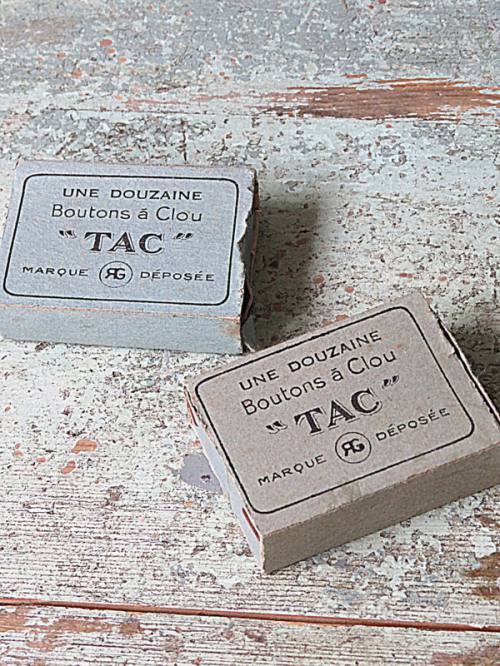 UNE DOUZAINE
Boutons à Clou
"TAC"
MARQUE RG DÉPOSÉE
UNE DOUZAINE
Boutons à Clou
"TAC"
MARQUE RG DÉPOSÉE